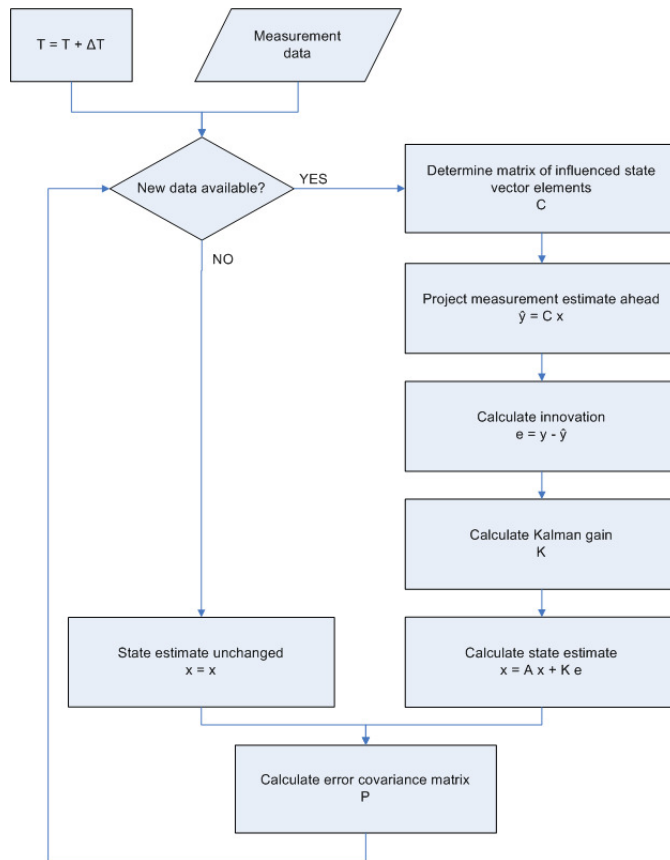 T = T + ΔT
Measurement
data
New data available?
YES
NO
Determine matrix of influenced state
vector elements
C
Project measurement estimate ahead
ŷ = C x
Calculate innovation
e = y - ŷ
Calculate Kalman gain
K
State estimate unchanged
x = x
Calculate state estimate
x = A x + K e
Calculate error covariance matrix
P